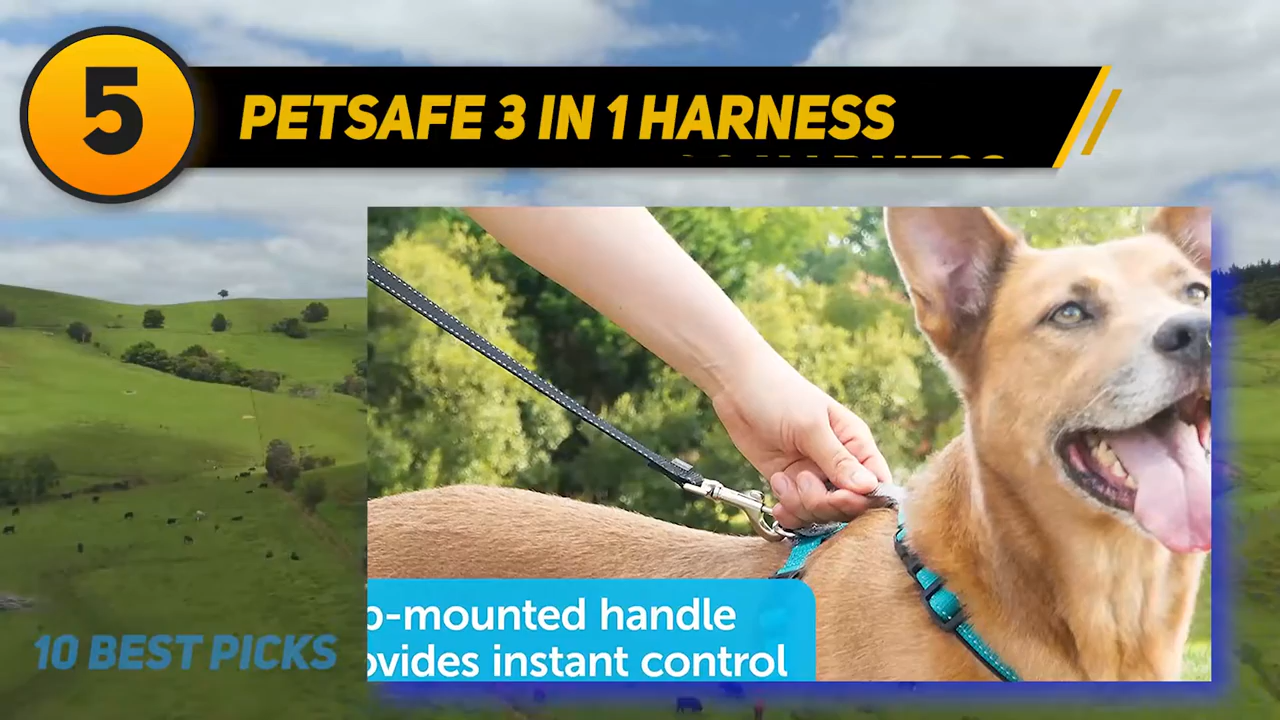 5
PETSAFE 3 IN 1 HARNESS
p-mounted handle
ovides instant control
10 BEST PICKS